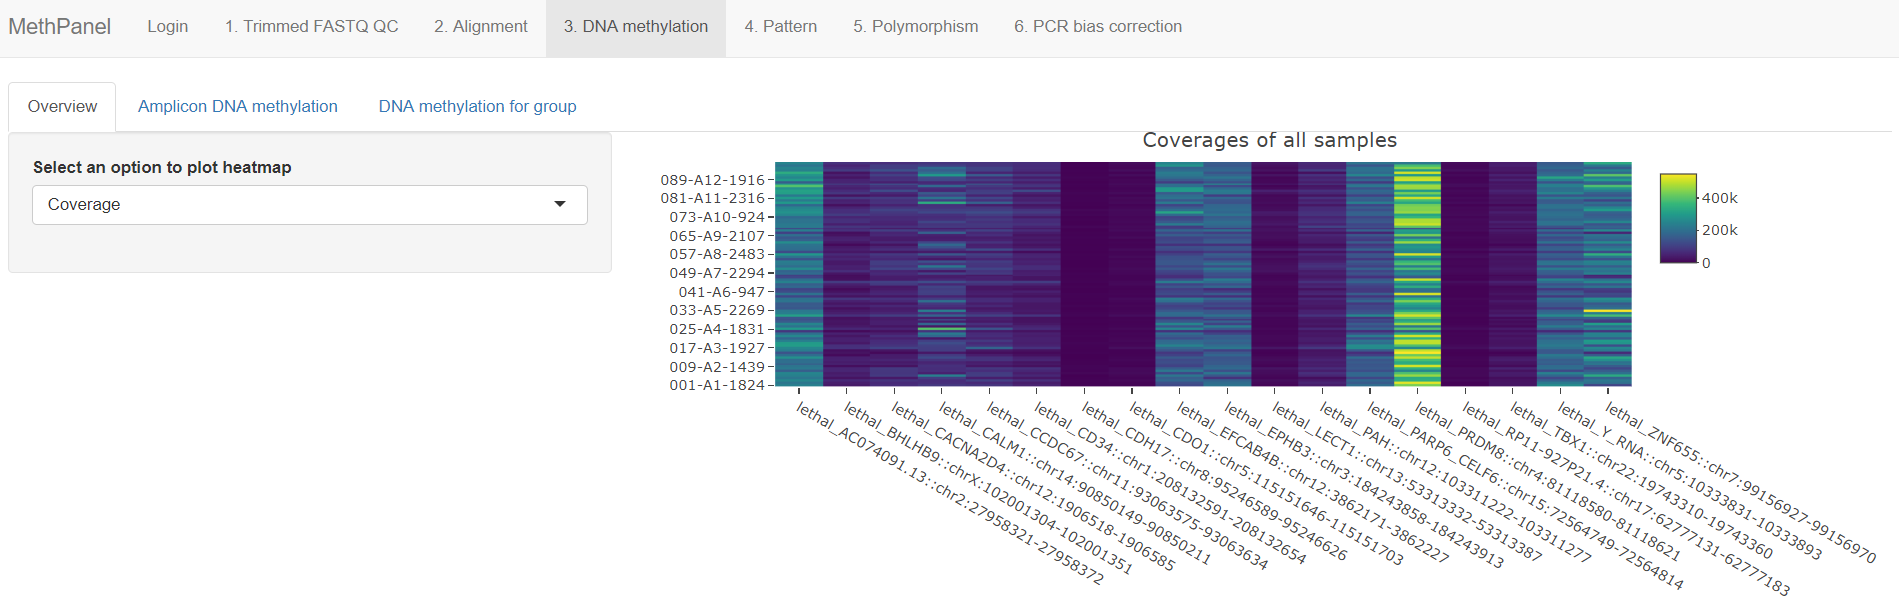 MethPanel Login 1. Trimmed FASTQ QC 2. Alignment 3. DNA methylation 4. Pattern 5. Polymorphism 6. PCR bias correction
Overview Amplicon DNA methylation DNA methylation for group
Select an option to plot heatmap
Coverage
Coverages of all samples
089-A12-1916
081-A11-2316
073-A10-924
065-A9-2107
057-A8-2483
049-A7-2294
041-A6-947
033-A5-2269
025-A4-1831
017-A3-1927
009-A2-1439
001-A1-1824
400k
200k
0
lethal_AC074091.13::chr2:27958321-27958372
lethal_BHLHB9::chrX:102001304-102001351
lethal_CACNA2D4::chr12:1906518-1906585
lethal_CALM1::chr14:90850149-90850211
lethal_CCDC67::chr11:93063575-93063634
lethal_CD34::chr1:208132591-208132654
lethal_CDH17::chr8:95246589-95246626
lethal_CDO1::chr5:115151646-115151703
lethal_EFCAB4B::chr12:3862171-3862227
lethal_EPHB3::chr3:184243858-184243913
lethal_LECT1::chr13:53313332-53313387
lethal_PAH::chr12:103311222-103311277
lethal_PARP6_CELF6::chr15:72564749-72564814
lethal_PRDM8::chr4:81118580-81118621
lethal_RP11-927P21.4::chr17:62777131-62777183
lethal_TBX1::chr22:19743310-19743360
lethal_Y_RNA::chr5:10333831-10333893
lethal_ZNF655::chr7:99156927-99156970